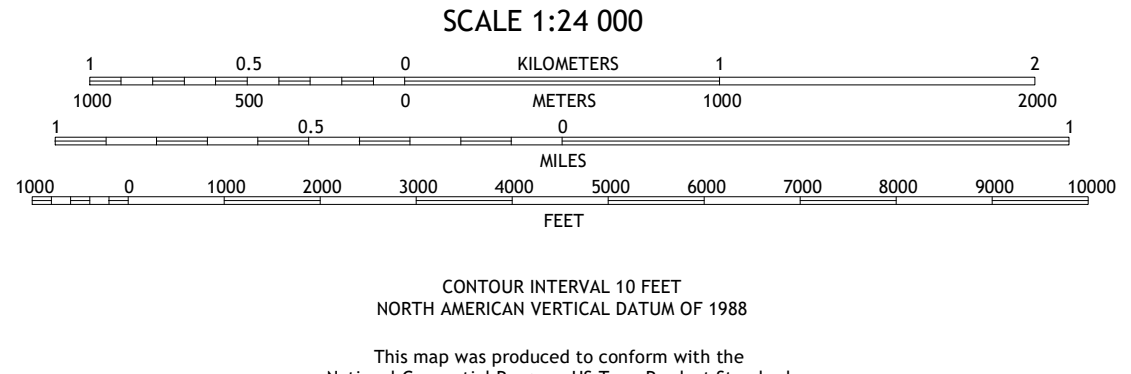 SCALE 1:24 000
1 0.5 0 KILOMETERS 1 2
1000 500 0 METERS 1000 2000
1 0.5 0 1
MILES
1000 0 1000 2000 3000 4000 5000 6000 7000 8000 9000 10000
FEET
CONTOUR INTERVAL 10 FEET
NORTH AMERICAN VERTICAL DATUM OF 1988
This map was produced to conform with the